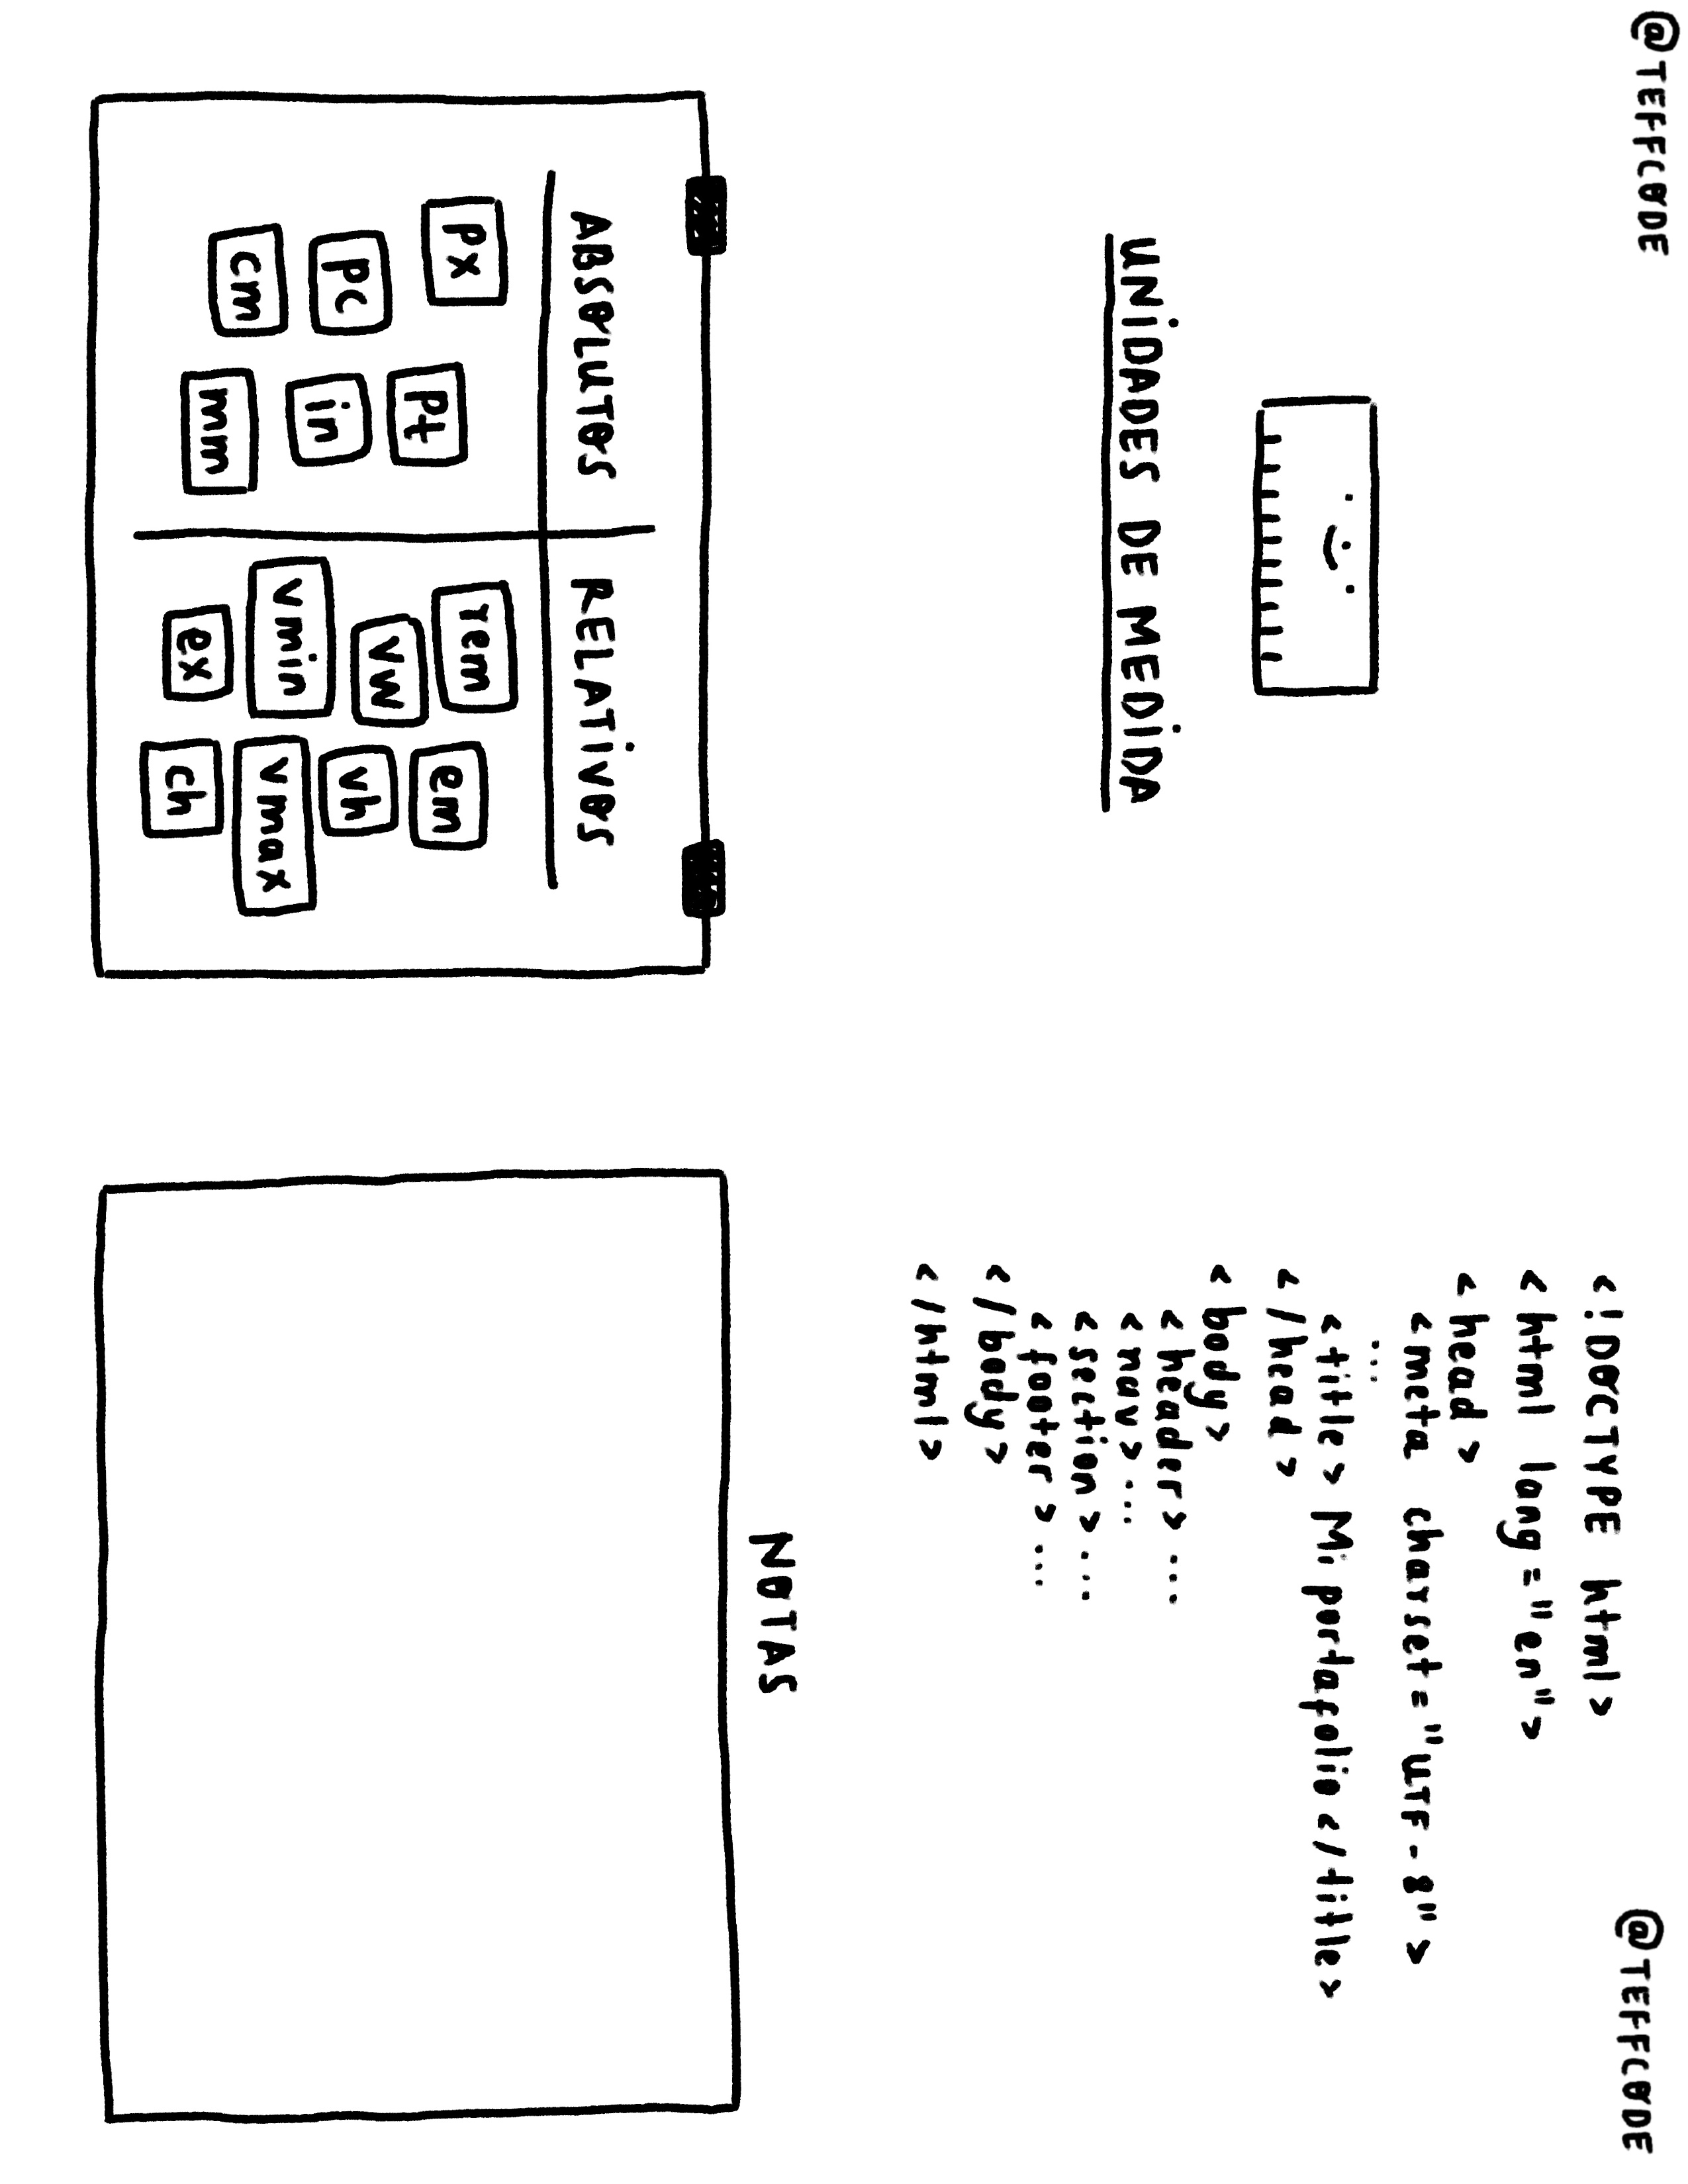 @TEFFCODE
UNiDADES DE MEDiDA
ABSOLUTOS
RELATiVOS
px
pt
pc
in
cm
mm
rem
em
vw
vh
vmin
vmax
ex
ch
@TEFFCODE
<!DOCTYPE html>
<html lang="en">
<head>
<meta charset="UTF-8">
...
<title>Mi portafolio</title>
</head>
<body>
<header>...
<nav>...
<section>...
<footer>...
</body>
</html>
NOTAS